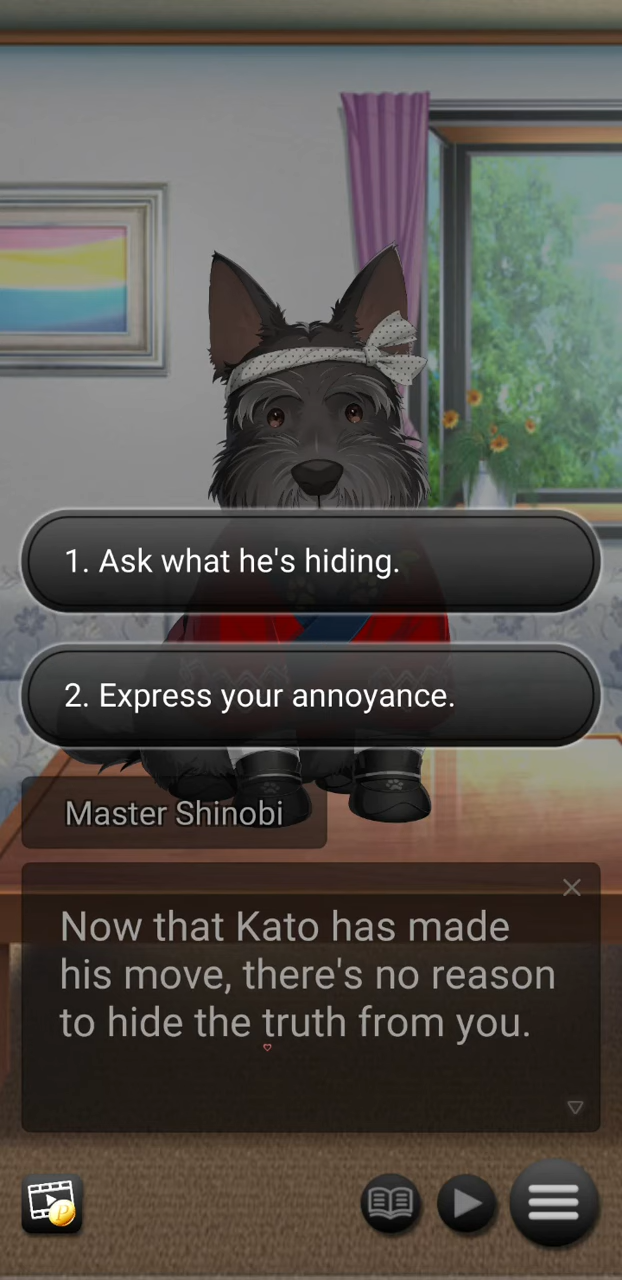 1. Ask what he's hiding.
2. Express your annoyance.
Master Shinobi
Now that Kato has made
his move, there's no reason
to hide the truth from you.
P